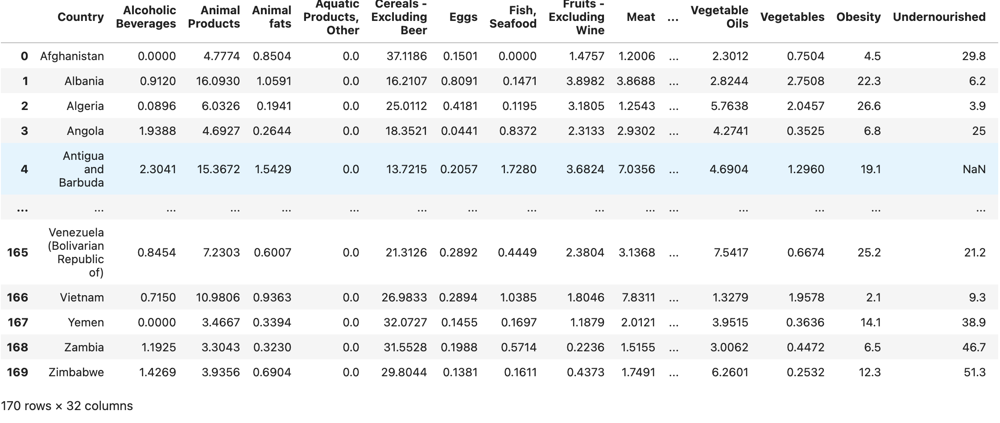 Country Alcoholic Beverages Animal Products Animal fats Aquatic Products, Other Cereals - Excluding Beer Eggs Fish, Seafood Fruits - Excluding Wine Meat ... Vegetable Oils Vegetables Obesity Undernourished
0 Afghanistan 0.0000 4.7774 0.8504 0.0 37.1186 0.1501 0.0000 1.4757 1.2006 ... 2.3012 0.7504 4.5 29.8
1 Albania 0.9120 16.0930 1.0591 0.0 16.2107 0.8091 0.1471 3.8982 3.8688 ... 2.8244 2.7508 22.3 6.2
2 Algeria 0.0896 6.0326 0.1941 0.0 25.0112 0.4181 0.1195 3.1805 1.2543 ... 5.7638 2.0457 26.6 3.9
3 Angola 1.9388 4.6927 0.2644 0.0 18.3521 0.0441 0.8372 2.3133 2.9302 ... 4.2741 0.3525 6.8 25
4 Antigua and Barbuda 2.3041 15.3672 1.5429 0.0 13.7215 0.2057 1.7280 3.6824 7.0356 ... 4.6904 1.2960 19.1 NaN
... ... ... ... ... ... ... ... ... ... ... ... ... ... ... ...
165 Venezuela (Bolivarian Republic of) 0.8454 7.2303 0.6007 0.0 21.3126 0.2892 0.4449 2.3804 3.1368 ... 7.5417 0.6674 25.2 21.2
166 Vietnam 0.7150 10.9806 0.9363 0.0 26.9833 0.2894 1.0385 1.8046 7.8311 ... 1.3279 1.9578 2.1 9.3
167 Yemen 0.0000 3.4667 0.3394 0.0 32.0727 0.1455 0.1697 1.1879 2.0121 ... 3.9515 0.3636 14.1 38.9
168 Zambia 1.1925 3.3043 0.3230 0.0 31.5528 0.1988 0.5714 0.2236 1.5155 ... 3.0062 0.4472 6.5 46.7
169 Zimbabwe 1.4269 3.9356 0.6904 0.0 29.8044 0.1381 0.1611 0.4373 1.7491 ... 6.2601 0.2532 12.3 51.3
170 rows × 32 columns